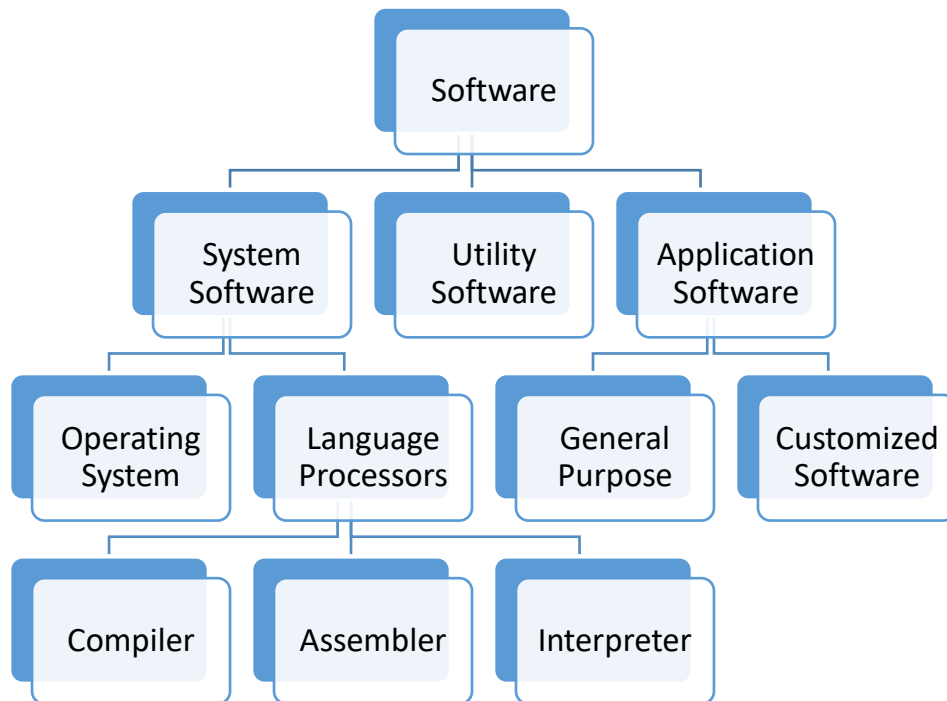 Software
System
Software
Utility
Software
Application
Software
Operating
System
Language
Processors
General
Purpose
Customized
Software
Compiler
Assembler
Interpreter